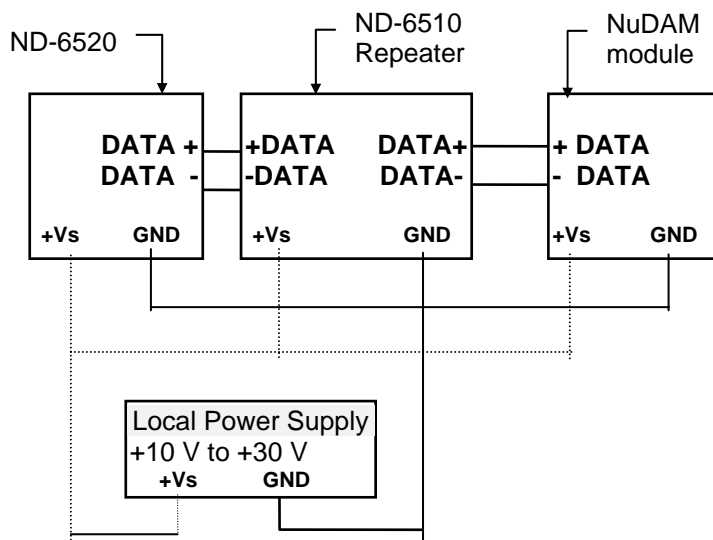 ND-6520
ND-6510
Repeater
NuDAM
module
DATA +
DATA -
+DATA
-DATA
DATA+
DATA-
+ DATA
- DATA
+Vs GND
+Vs GND
+Vs GND
Local Power Supply
+10 V to +30 V
+Vs GND